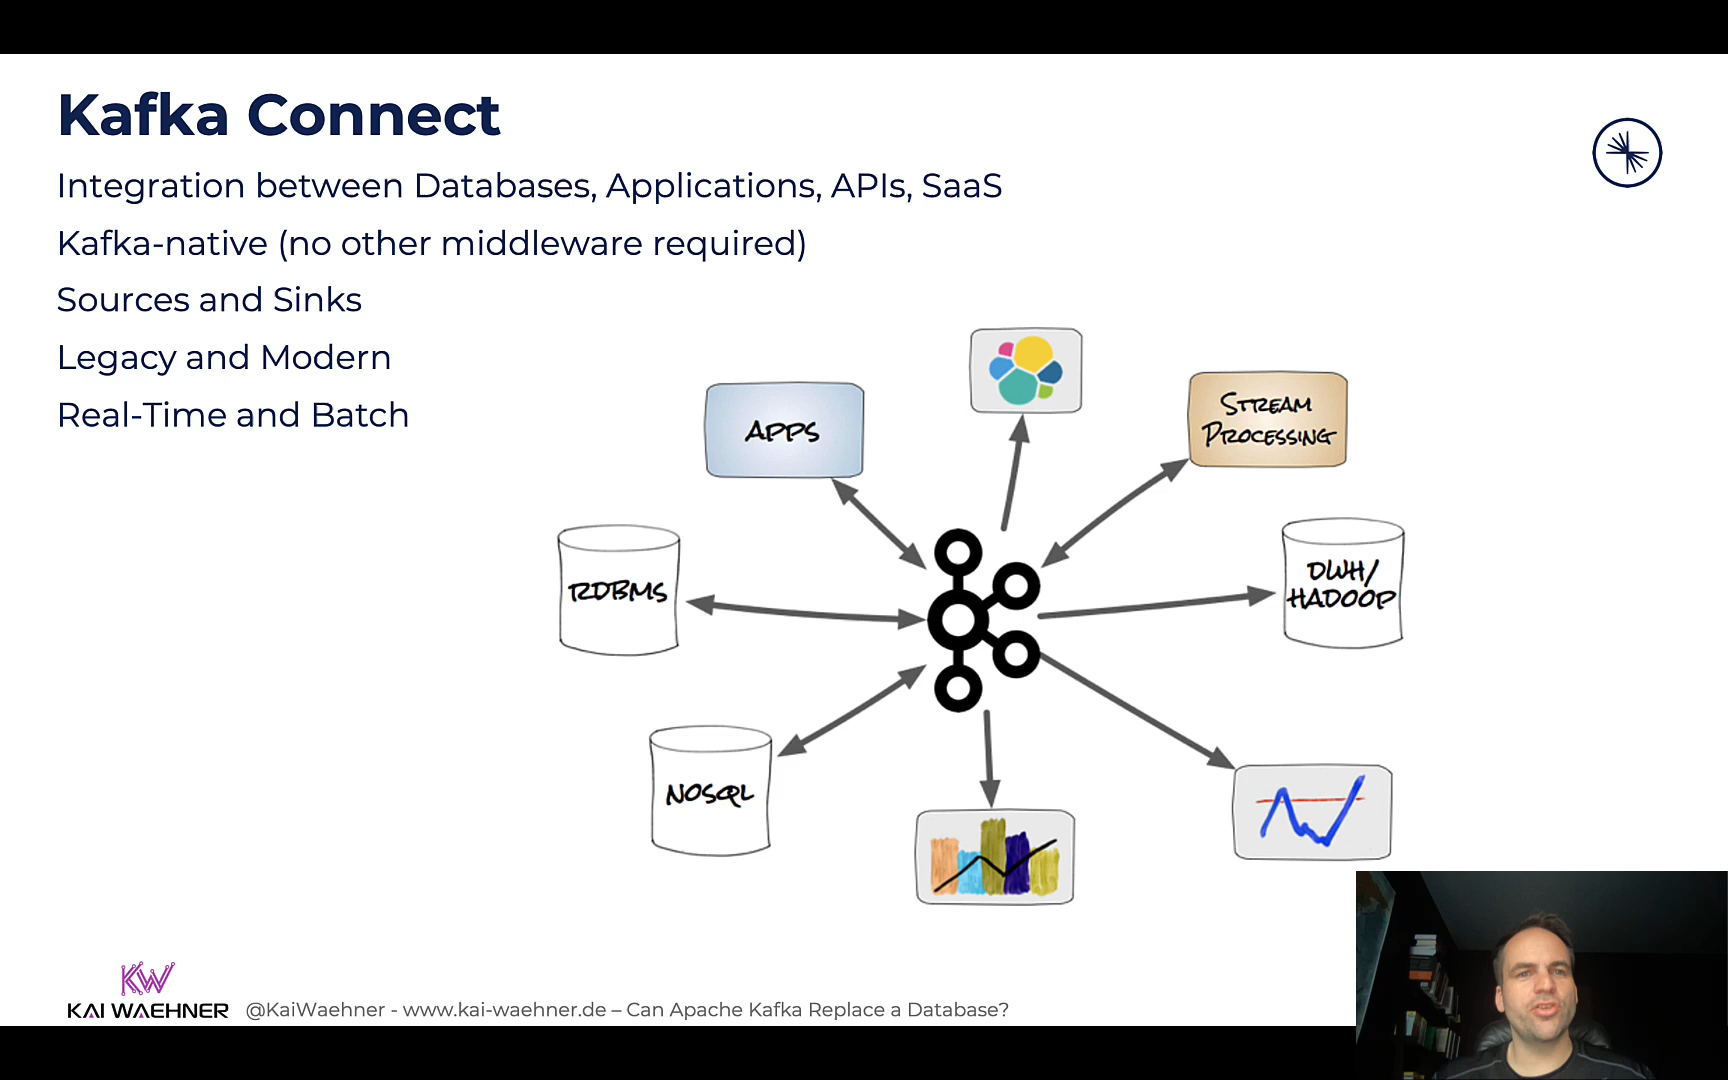 Kafka Connect
Integration between Databases, Applications, APIs, SaaS
Kafka-native (no other middleware required)
Sources and Sinks
Legacy and Modern
Real-Time and Batch
APPS
STREAM
PROCESSING
RDBMS
DWH/
HADOOP
NOSQL
KW
KAI WAEHNER
@KaiWaehner - www.kai-waehner.de – Can Apache Kafka Replace a Database?